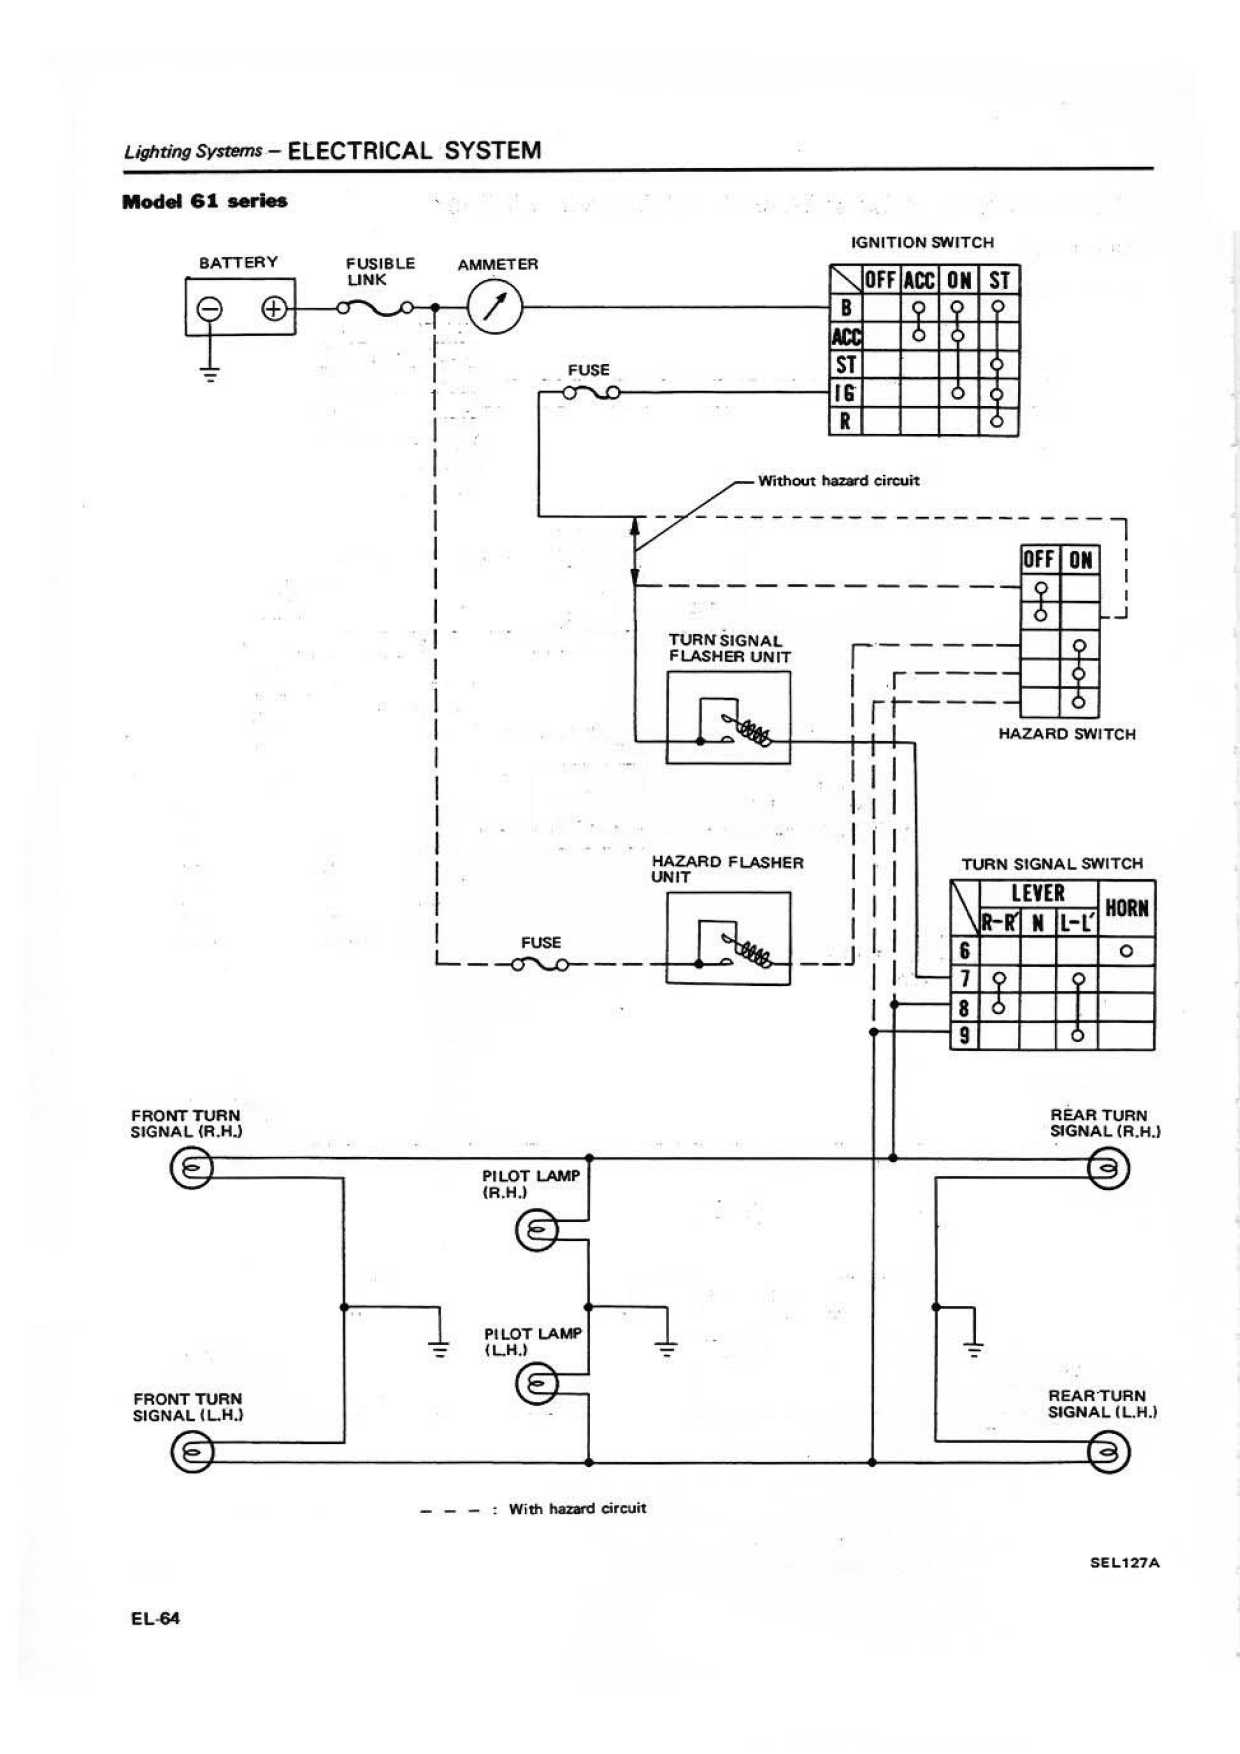 Lighting Systems – ELECTRICAL SYSTEM
Model 61 series
IGNITION SWITCH
BATTERY
FUSIBLE
LINK
AMMETER
OFF ACC ON ST
B
ACC
ST
IG
R
FUSE
Without hazard circuit
OFF ON
HAZARD SWITCH
TURN SIGNAL
FLASHER UNIT
HAZARD FLASHER
UNIT
FUSE
TURN SIGNAL SWITCH
LEVER
HORN
R-R' N L-L'
6
7
8
9
FRONT TURN
SIGNAL (R.H.)
REAR TURN
SIGNAL (R.H.)
PILOT LAMP
(R.H.)
PILOT LAMP
(L.H.)
FRONT TURN
SIGNAL (L.H.)
REAR TURN
SIGNAL (L.H.)
– – – : With hazard circuit
SEL127A
EL-64